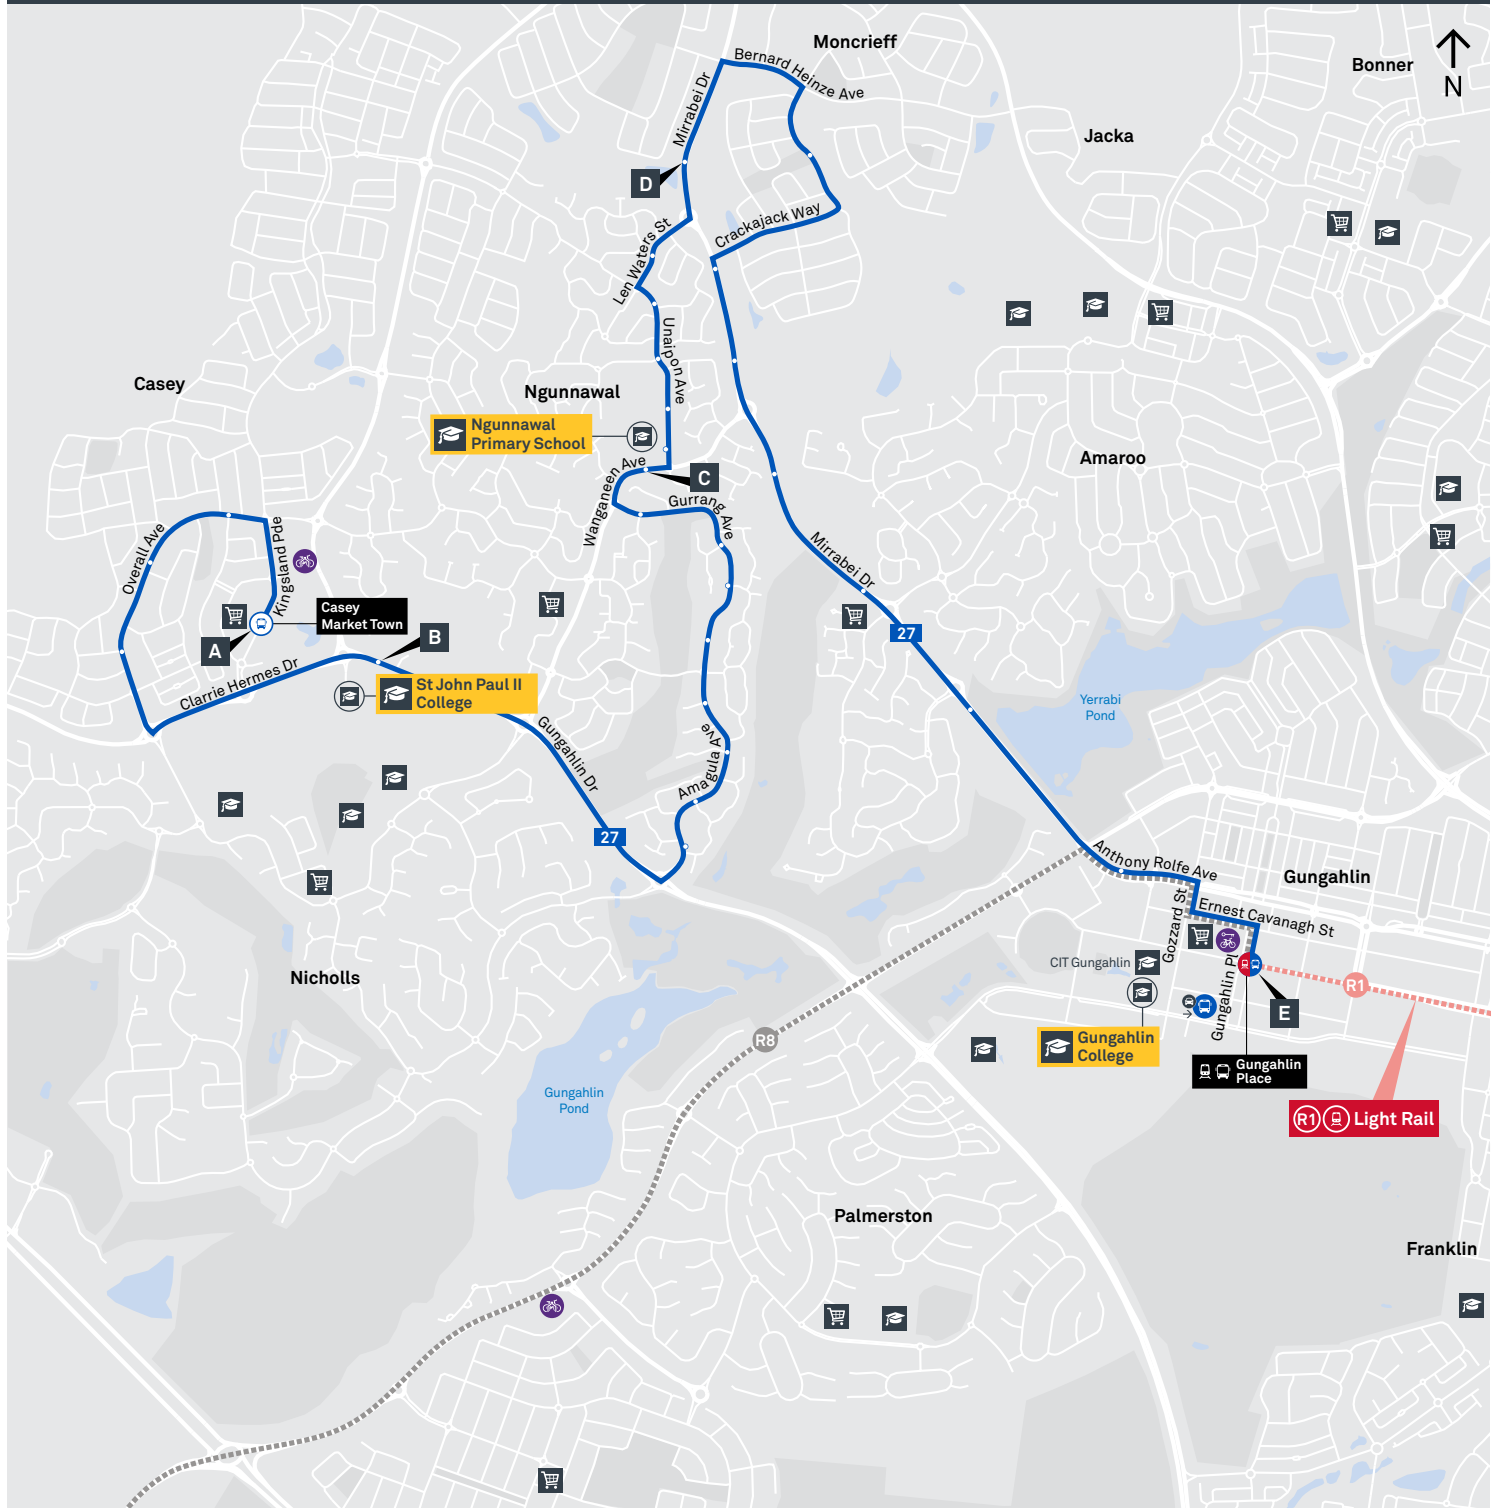 Moncrieff
Bernard Heinze Ave
Bonner
N
Mirrabei Dr
Jacka
D
Crackajack Way
Len Waters St
Unaipon Ave
Casey
Ngunnawal
Ngunnawal
Primary School
Amaroo
Wanganeen Ave
C
Gurrang Ave
Overall Ave
Kingsland Pde
Mirrabei Dr
Casey
Market Town
A
B
27
Clarrie Hermes Dr
St John Paul II
College
Yerrabi
Pond
Gungahlin Dr
Amagula Ave
27
Anthony Rolfe Ave
Gungahlin
Gozzard St
Ernest Cavanagh St
CIT Gungahlin
Gungahlin Pl
Nicholls
R1
E
Gungahlin
College
R8
Gungahlin
Place
Gungahlin
Pond
R1 Light Rail
Palmerston
Franklin